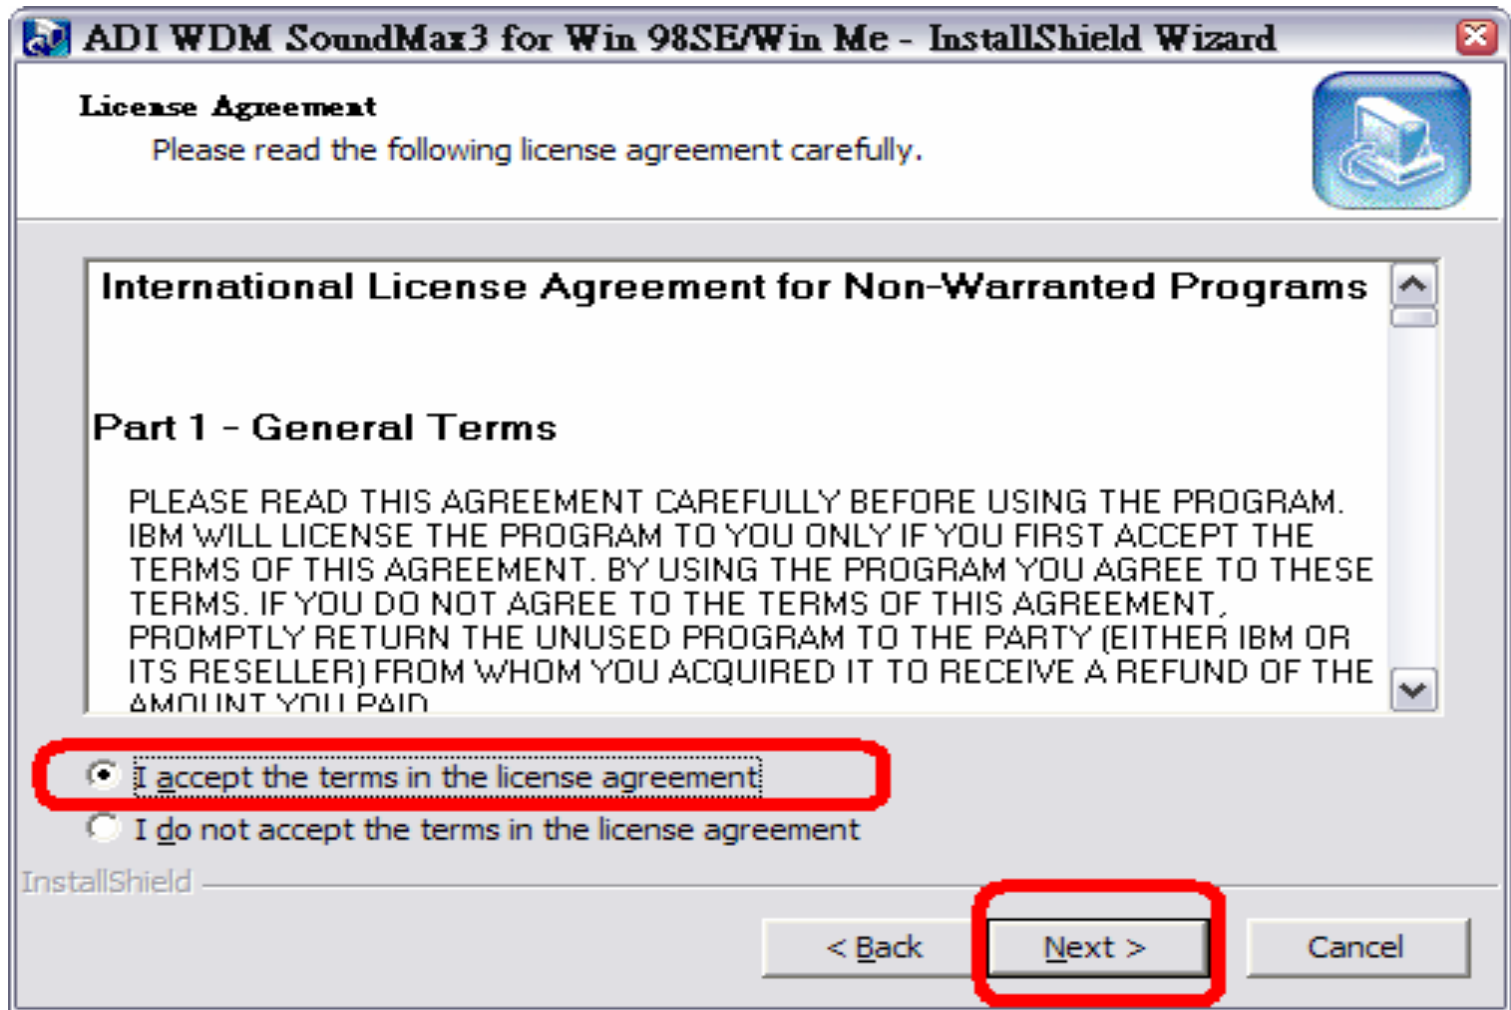 ADI WDM SoundMax3 for Win 98SE/Win Me - InstallShield Wizard
License Agreement
Please read the following license agreement carefully.
International License Agreement for Non-Warranted Programs
Part 1 - General Terms
PLEASE READ THIS AGREEMENT CAREFULLY BEFORE USING THE PROGRAM.
IBM WILL LICENSE THE PROGRAM TO YOU ONLY IF YOU FIRST ACCEPT THE
TERMS OF THIS AGREEMENT. BY USING THE PROGRAM YOU AGREE TO THESE
TERMS. IF YOU DO NOT AGREE TO THE TERMS OF THIS AGREEMENT,
PROMPTLY RETURN THE UNUSED PROGRAM TO THE PARTY (EITHER IBM OR
ITS RESELLER) FROM WHOM YOU ACQUIRED IT TO RECEIVE A REFUND OF THE
AMOUNT YOU PAID
I accept the terms in the license agreement
I do not accept the terms in the license agreement
InstallShield
< Back
Next >
Cancel